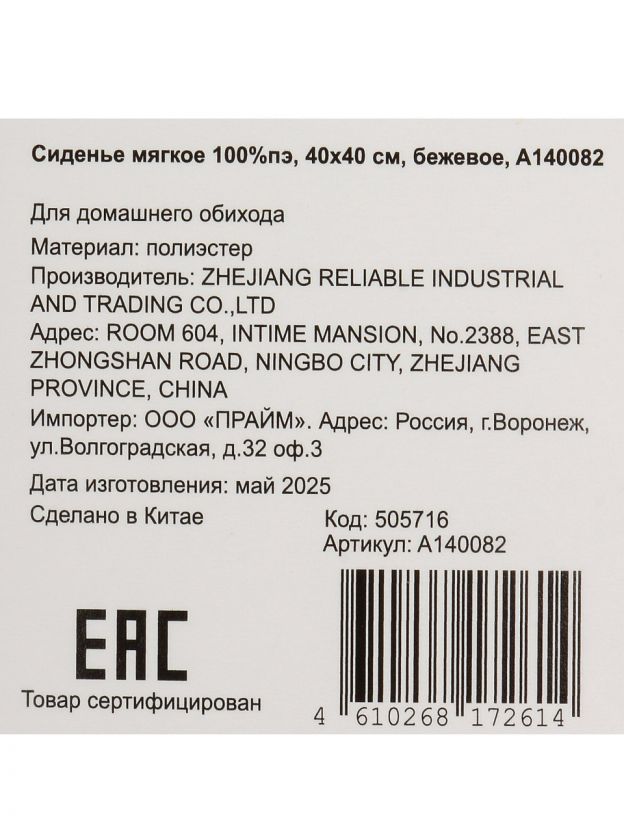 Сиденье мягкое 100%пэ, 40х40 см, бежевое, А140082
Для домашнего обихода
Материал: полиэстер
Производитель: ZHEJIANG RELIABLE INDUSTRIAL
AND TRADING CO.,LTD
Адрес: ROOM 604, INTIME MANSION, No.2388, EAST
ZHONGSHAN ROAD, NINGBO CITY, ZHEJIANG
PROVINCE, CHINA
Импортер: ООО «ПРАЙМ». Адрес: Россия, г.Воронеж,
ул.Волгоградская, д.32 оф.3
Дата изготовления: май 2025
Сделано в Китае
Код: 505716
Артикул: А140082
EAC
Товар сертифицирован
4 610268 172614